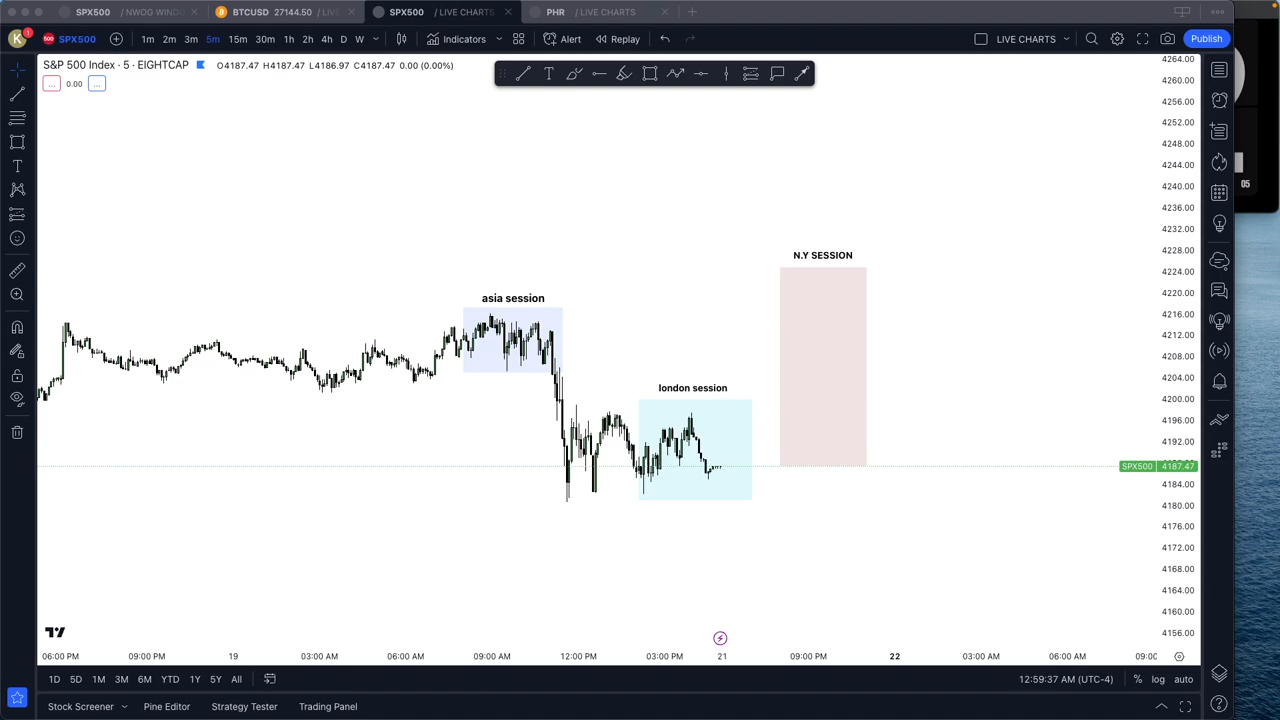 SPX500 / NWOG WINDO
BTCUSD 27144.50 / LIVE
SPX500 / LIVE CHARTS
PHR / LIVE CHARTS
K 1
500 SPX500
1m 2m 3m 5m 15m 30m 1h 2h 4h D W
Indicators
Alert
Replay
LIVE CHARTS
Publish
S&P 500 Index · 5 · EIGHTCAP
O4187.47 H4187.47 L4186.97 C4187.47 0.00 (0.00%)
... 0.00 ...
4264.00
4260.00
4256.00
4252.00
4248.00
4244.00
4240.00
4236.00
4232.00
4228.00
4224.00
4220.00
4216.00
4212.00
4208.00
4204.00
4200.00
4196.00
4192.00
SPX500 4187.47
4184.00
4180.00
4176.00
4172.00
4168.00
4164.00
4160.00
4156.00
N.Y SESSION
asia session
london session
05
06:00 PM 09:00 PM 19 03:00 AM 06:00 AM 09:00 AM 12:00 PM 03:00 PM 21 09:00 PM 22 03:00 AM 06:00 AM 09:00
1D 5D 1M 3M 6M YTD 1Y 5Y All
12:59:37 AM (UTC-4) % log auto
Stock Screener Pine Editor Strategy Tester Trading Panel